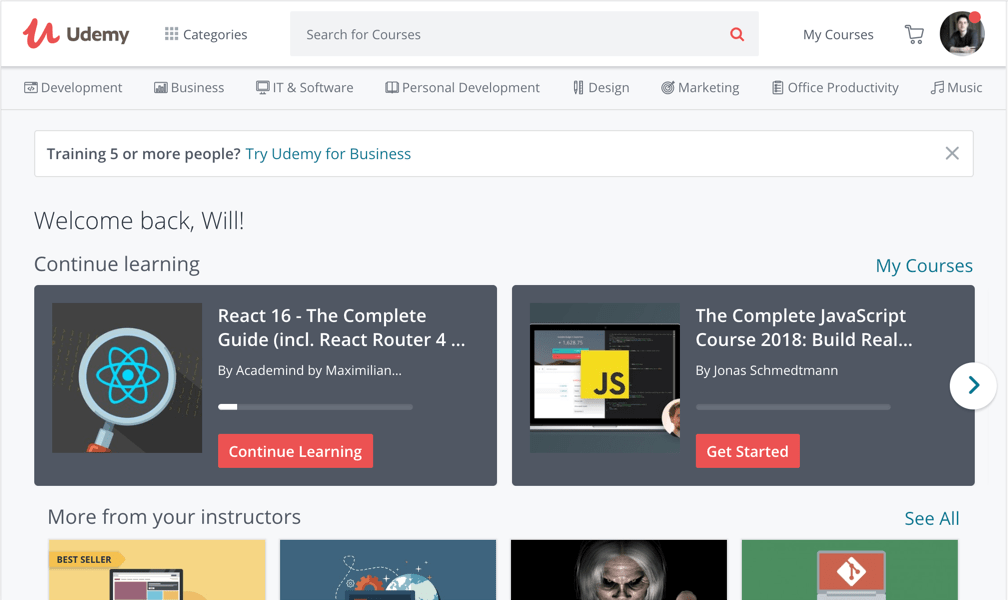 Udemy
Categories
Search for Courses
My Courses
Development
Business
IT & Software
Personal Development
Design
Marketing
Office Productivity
Music
Training 5 or more people? Try Udemy for Business
Welcome back, Will!
Continue learning
My Courses
React 16 - The Complete
Guide (incl. React Router 4 ...
By Academind by Maximilian...
Continue Learning
JS
The Complete JavaScript
Course 2018: Build Real...
By Jonas Schmedtmann
Get Started
More from your instructors
See All
BEST SELLER